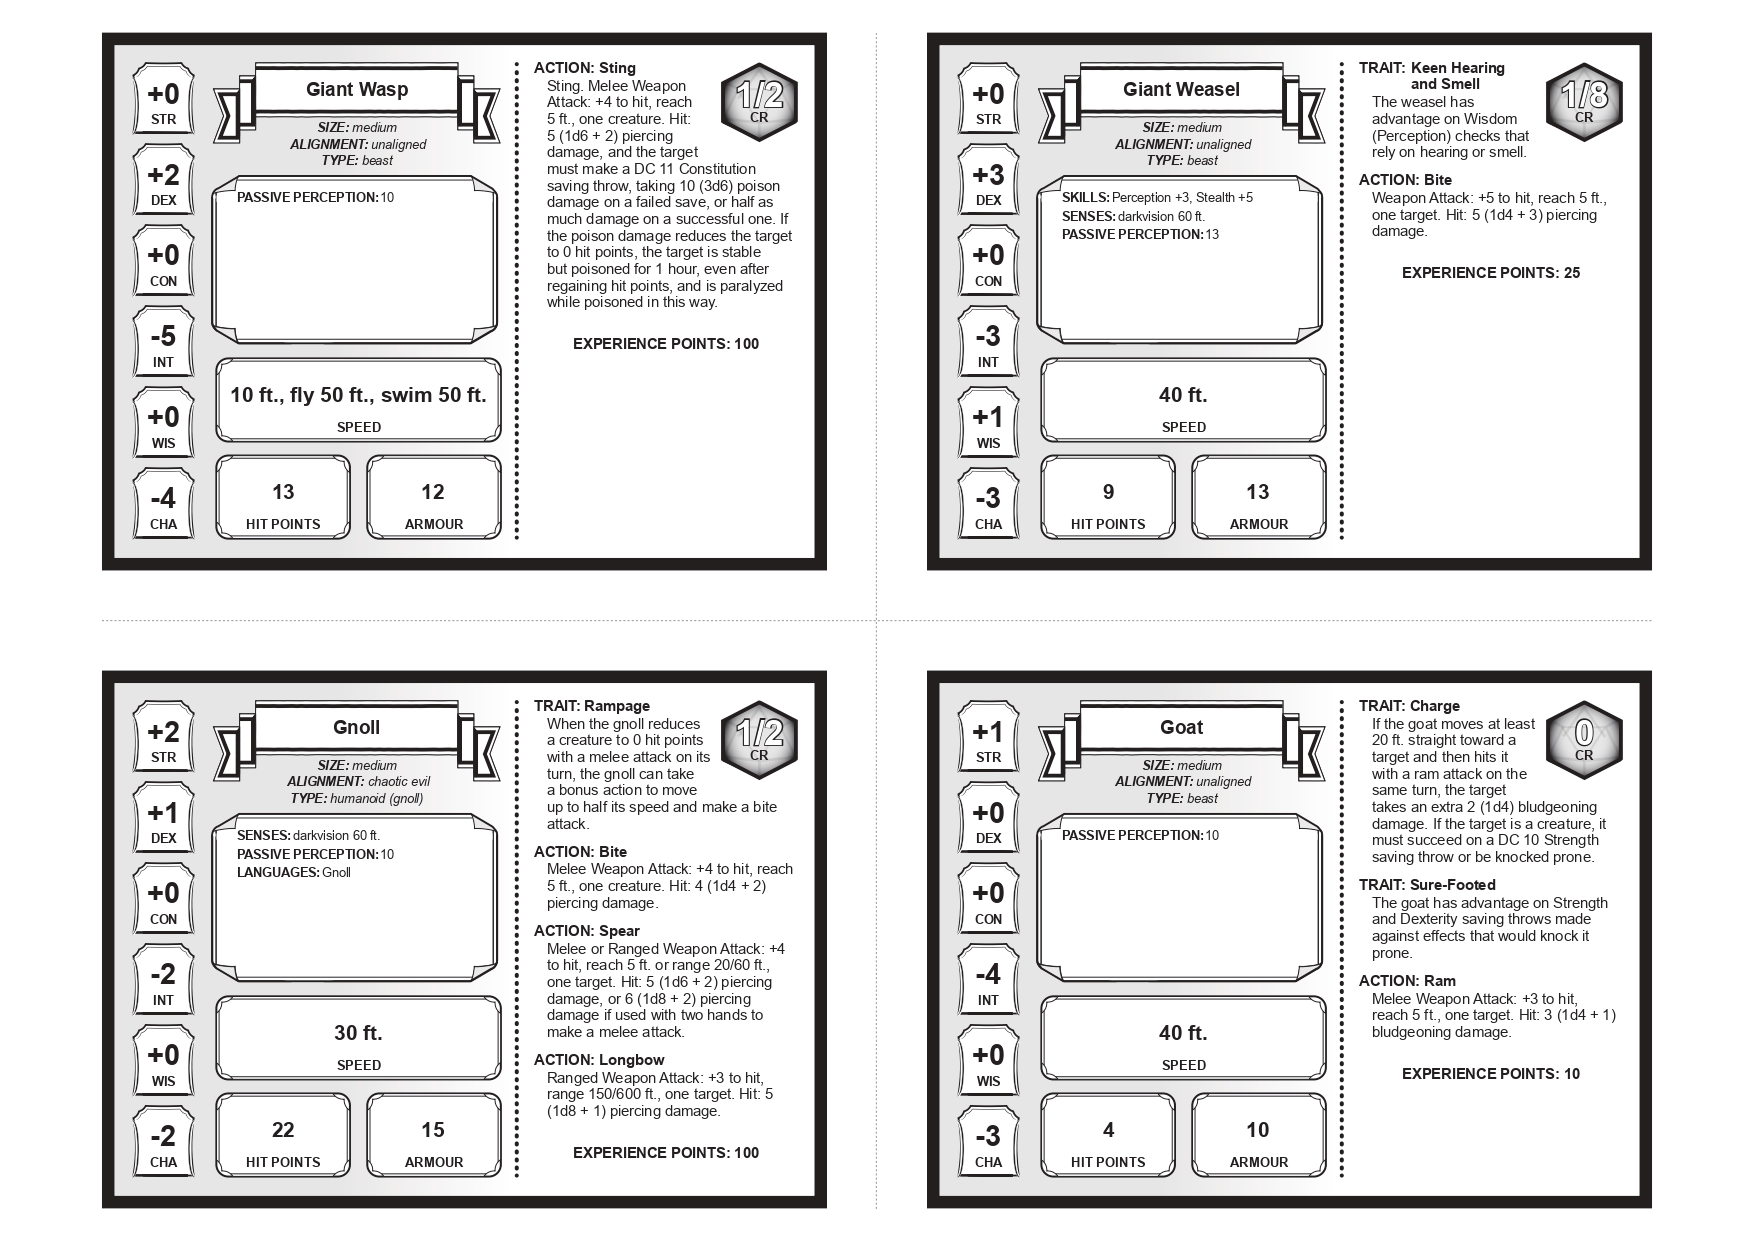 +0
STR
+2
DEX
+0
CON
-5
INT
+0
WIS
-4
CHA
Giant Wasp
SIZE: medium
ALIGNMENT: unaligned
TYPE: beast
PASSIVE PERCEPTION: 10
10 ft., fly 50 ft., swim 50 ft.
SPEED
13
HIT POINTS
12
ARMOUR
ACTION: Sting
Sting. Melee Weapon
Attack: +4 to hit, reach
5 ft., one creature. Hit:
5 (1d6 + 2) piercing
damage, and the target
must make a DC 11 Constitution
saving throw, taking 10 (3d6) poison
damage on a failed save, or half as
much damage on a successful one. If
the poison damage reduces the target
to 0 hit points, the target is stable
but poisoned for 1 hour, even after
regaining hit points, and is paralyzed
while poisoned in this way.
EXPERIENCE POINTS: 100
1/2
CR
+0
STR
+3
DEX
+0
CON
-3
INT
+1
WIS
-3
CHA
Giant Weasel
SIZE: medium
ALIGNMENT: unaligned
TYPE: beast
SKILLS: Perception +3, Stealth +5
SENSES: darkvision 60 ft.
PASSIVE PERCEPTION: 13
40 ft.
SPEED
9
HIT POINTS
13
ARMOUR
TRAIT: Keen Hearing
and Smell
The weasel has
advantage on Wisdom
(Perception) checks that
rely on hearing or smell.
ACTION: Bite
Weapon Attack: +5 to hit, reach 5 ft.,
one target. Hit: 5 (1d4 + 3) piercing
damage.
EXPERIENCE POINTS: 25
1/8
CR
+2
STR
+1
DEX
+0
CON
-2
INT
+0
WIS
-2
CHA
Gnoll
SIZE: medium
ALIGNMENT: chaotic evil
TYPE: humanoid (gnoll)
SENSES: darkvision 60 ft.
PASSIVE PERCEPTION: 10
LANGUAGES: Gnoll
30 ft.
SPEED
22
HIT POINTS
15
ARMOUR
TRAIT: Rampage
When the gnoll reduces
a creature to 0 hit points
with a melee attack on its
turn, the gnoll can take
a bonus action to move
up to half its speed and make a bite
attack.
ACTION: Bite
Melee Weapon Attack: +4 to hit, reach
5 ft., one creature. Hit: 4 (1d4 + 2)
piercing damage.
ACTION: Spear
Melee or Ranged Weapon Attack: +4
to hit, reach 5 ft. or range 20/60 ft.,
one target. Hit: 5 (1d6 + 2) piercing
damage, or 6 (1d8 + 2) piercing
damage if used with two hands to
make a melee attack.
ACTION: Longbow
Ranged Weapon Attack: +3 to hit,
range 150/600 ft., one target. Hit: 5
(1d8 + 1) piercing damage.
EXPERIENCE POINTS: 100
1/2
CR
+1
STR
+0
DEX
+0
CON
-4
INT
+0
WIS
-3
CHA
Goat
SIZE: medium
ALIGNMENT: unaligned
TYPE: beast
PASSIVE PERCEPTION: 10
40 ft.
SPEED
4
HIT POINTS
10
ARMOUR
TRAIT: Charge
If the goat moves at least
20 ft. straight toward a
target and then hits it
with a ram attack on the
same turn, the target
takes an extra 2 (1d4) bludgeoning
damage. If the target is a creature, it
must succeed on a DC 10 Strength
saving throw or be knocked prone.
TRAIT: Sure-Footed
The goat has advantage on Strength
and Dexterity saving throws made
against effects that would knock it
prone.
ACTION: Ram
Melee Weapon Attack: +3 to hit,
reach 5 ft., one target. Hit: 3 (1d4 + 1)
bludgeoning damage.
EXPERIENCE POINTS: 10
0
CR